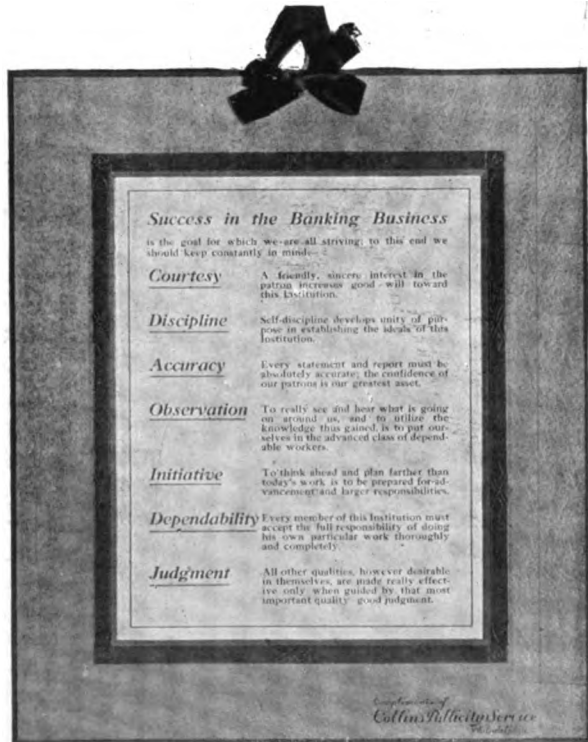 Success in the Banking Business
is the goal for which we are all striving; to this end we
should keep constantly in mind:—
Courtesy
A friendly, sincere interest in the
patron increases good will toward
this Institution.
Discipline
Self-discipline develops unity of pur-
pose in establishing the ideals of this
Institution.
Accuracy
Every statement and report must be
absolutely accurate; the confidence of
our patrons is our greatest asset.
Observation
To really see and hear what is going
on around us, and to utilize the
knowledge thus gained, is to put our-
selves in the advanced class of depend-
able workers.
Initiative
To think ahead and plan farther than
today's work is to be prepared for ad-
vancement and larger responsibilities.
Dependability
Every member of this Institution must
accept the full responsibility of doing
his own particular work thoroughly
and completely.
Judgment
All other qualities, however desirable
in themselves, are made really effect-
ive only when guided by that most
important quality—good judgment.
Compliments of
Collins Publicity Service